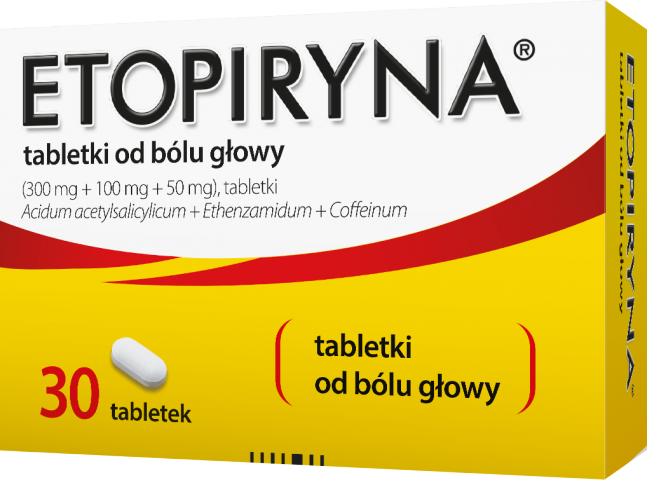 ETOPIRYNA®
tabletki od bólu głowy
(300 mg + 100 mg + 50 mg), tabletki
Acidum acetylsalicylicum + Ethenzamidum + Coffeinum
tabletki
od bólu głowy
30 tabletek
ETOPIRYNA®
tabletki od bólu głowy